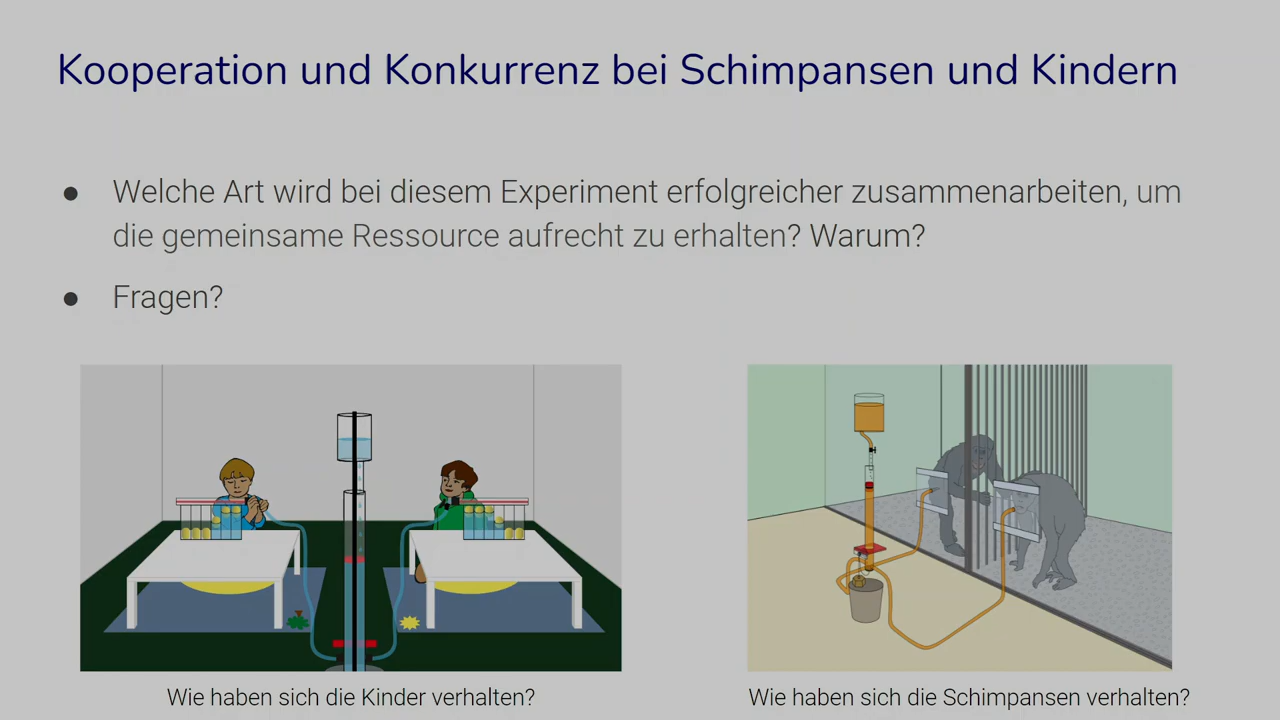 Kooperation und Konkurrenz bei Schimpansen und Kindern
● Welche Art wird bei diesem Experiment erfolgreicher zusammenarbeiten, um
die gemeinsame Ressource aufrecht zu erhalten? Warum?
● Fragen?
Wie haben sich die Kinder verhalten?
Wie haben sich die Schimpansen verhalten?